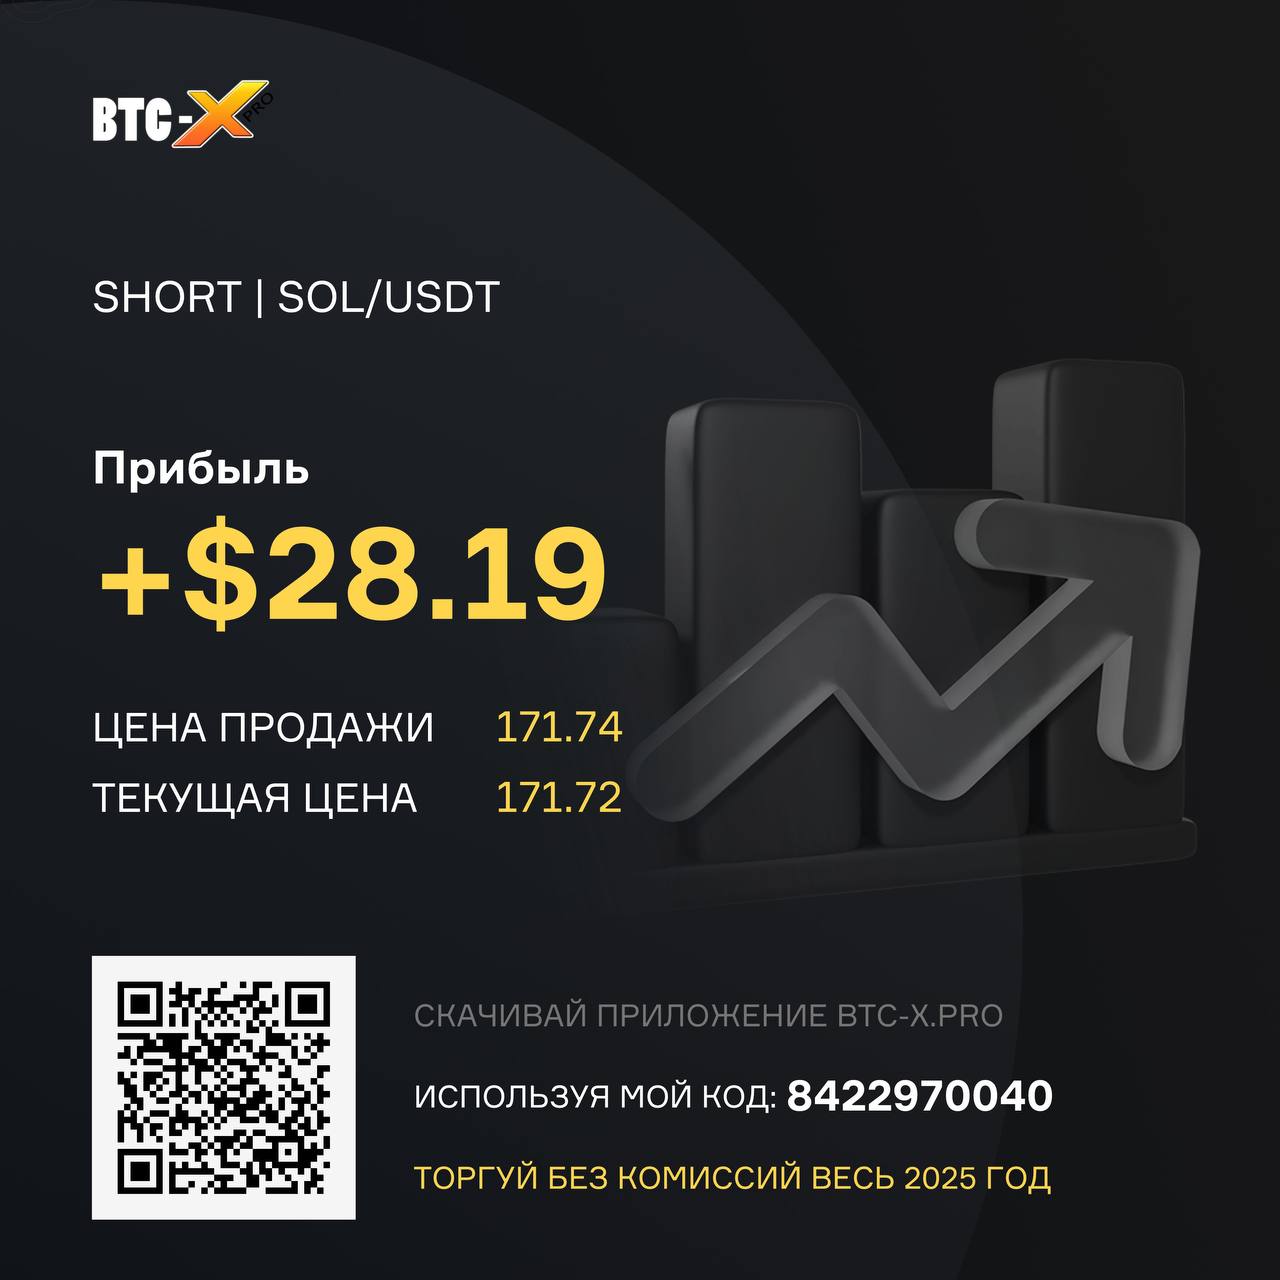 BTC-X PRO
SHORT | SOL/USDT
Прибыль
+$28.19
ЦЕНА ПРОДАЖИ 171.74
ТЕКУЩАЯ ЦЕНА 171.72
СКАЧИВАЙ ПРИЛОЖЕНИЕ BTC-X.PRO
ИСПОЛЬЗУЯ МОЙ КОД: 8422970040
ТОРГУЙ БЕЗ КОМИССИЙ ВЕСЬ 2025 ГОД